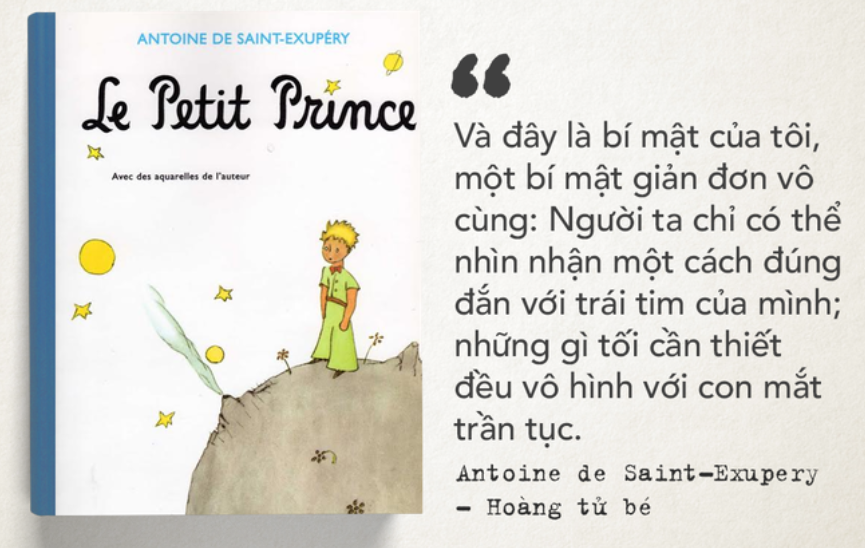 ANTOINE DE SAINT-EXUPÉRY
Le Petit Prince
Avec des aquarelles de l'auteur
“
Và đây là bí mật của tôi,
một bí mật giản đơn vô
cùng: Người ta chỉ có thể
nhìn nhận một cách đúng
đắn với trái tim của mình;
những gì tối cần thiết
đều vô hình với con mắt
trần tục.
Antoine de Saint-Exupery
- Hoàng tử bé